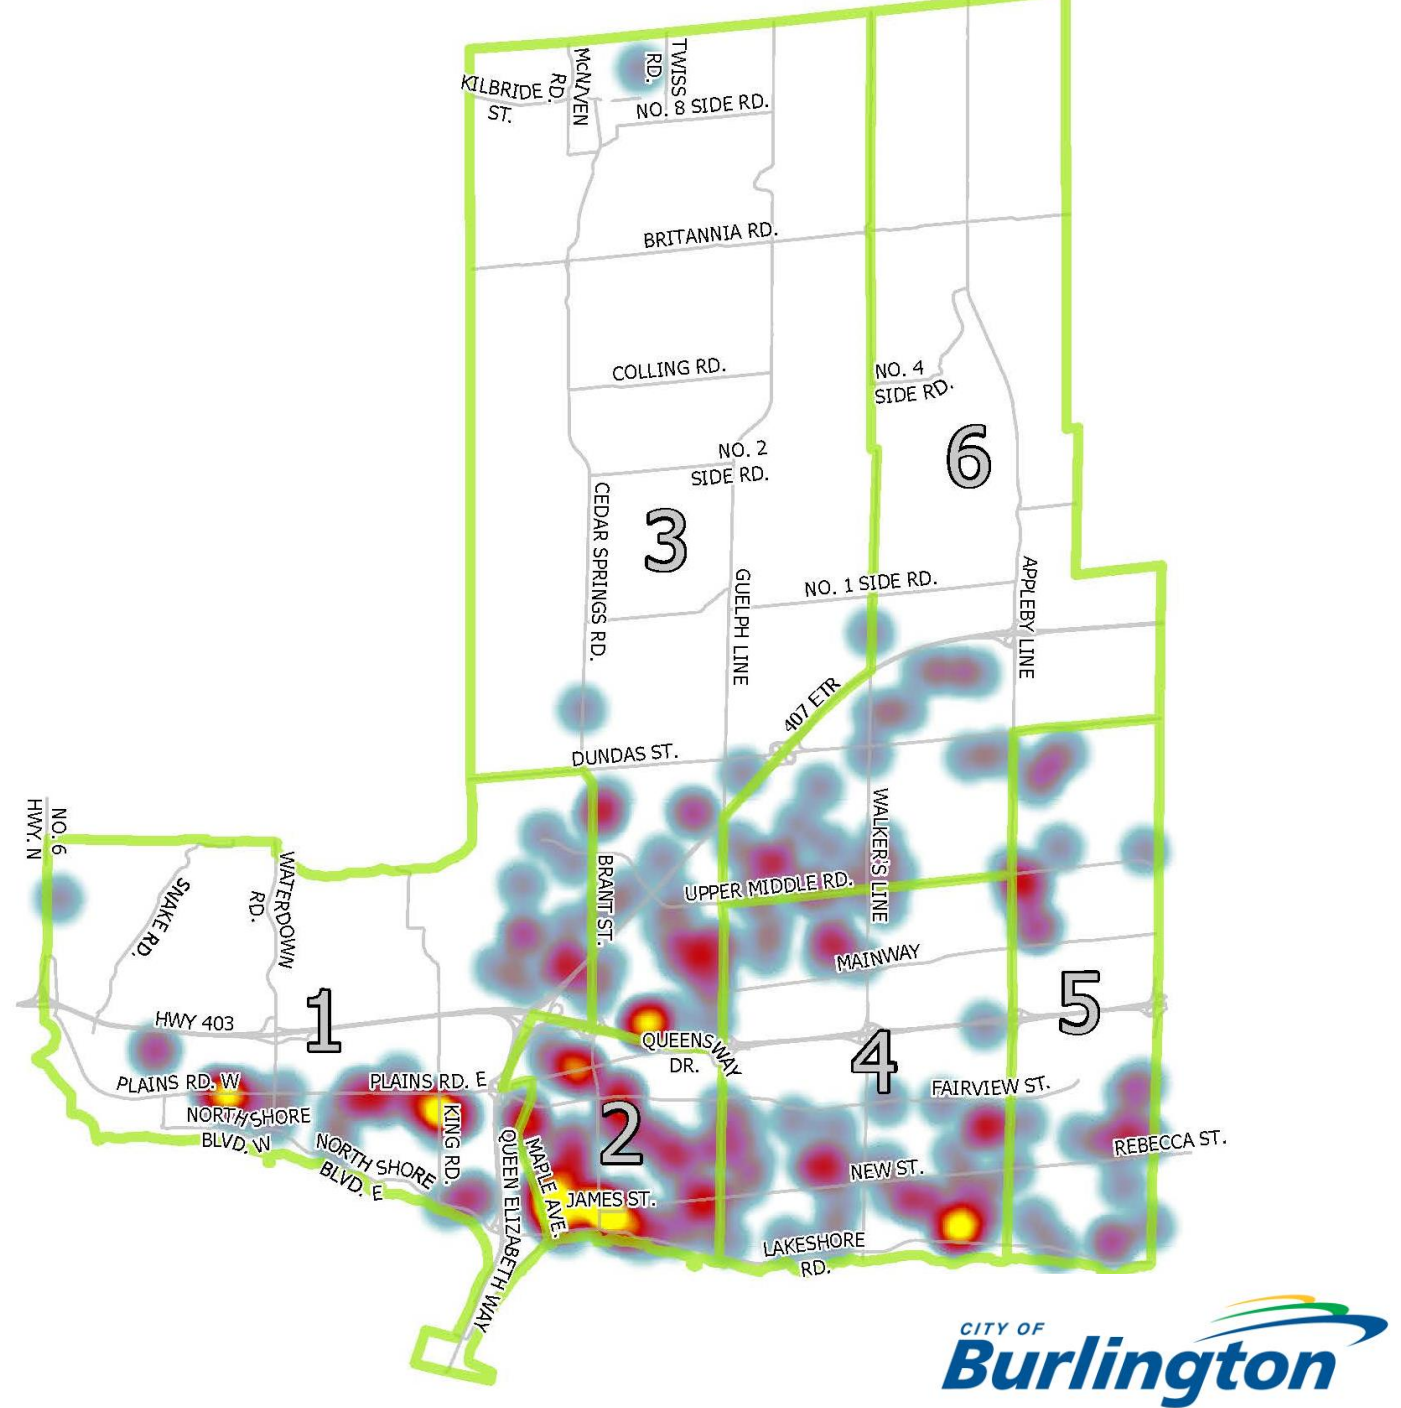 TWISS
RD.
McNIVEN
RD.
KILBRIDE
ST.
NO. 8 SIDE RD.
BRITANNIA RD.
COLLING RD.
NO. 4
SIDE RD.
6
NO. 2
SIDE RD.
CEDAR SPRINGS RD.
3
GUELPH LINE
NO. 1 SIDE RD.
APPLEBY LINE
407 ETR
DUNDAS ST.
HWY. N
NO. 6
SNAKE RD.
WATERDOWN
RD.
BRANT ST.
UPPER MIDDLE RD.
WALKER'S LINE
MAINWAY
1
HWY 403
5
QUEENSWAY
DR.
4
PLAINS RD. W
PLAINS RD. E
FAIRVIEW ST.
NORTHSHORE
BLVD. W
NORTH SHORE
BLVD. E
KING RD.
QUEEN ELIZABETH WAY
MAPLE AVE.
2
JAMES ST.
NEW ST.
REBECCA ST.
LAKESHORE
RD.
CITY OF
Burlington